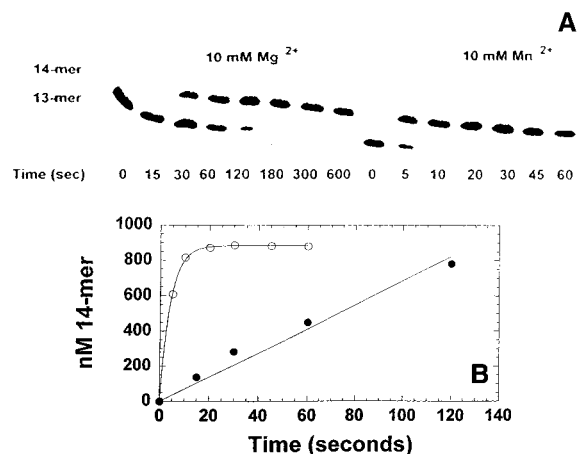 A
10 mM Mg 2+
10 mM Mn 2+
14-mer
13-mer
Time (sec) 0 15 30 60 120 180 300 600 0 5 10 20 30 45 60
1000
800
600
400
200
0
nM 14-mer
B
0 20 40 60 80 100 120 140
Time (seconds)